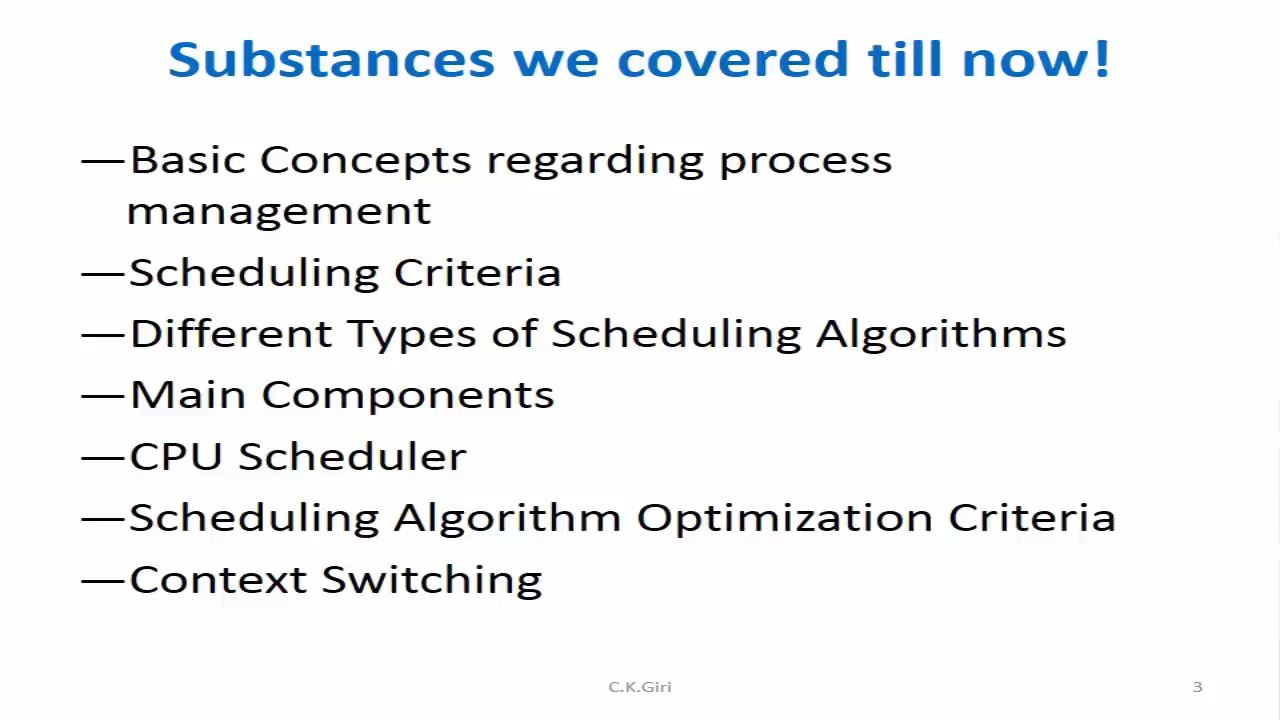 Substances we covered till now!
—Basic Concepts regarding process
management
—Scheduling Criteria
—Different Types of Scheduling Algorithms
—Main Components
—CPU Scheduler
—Scheduling Algorithm Optimization Criteria
—Context Switching
C.K.Giri
3